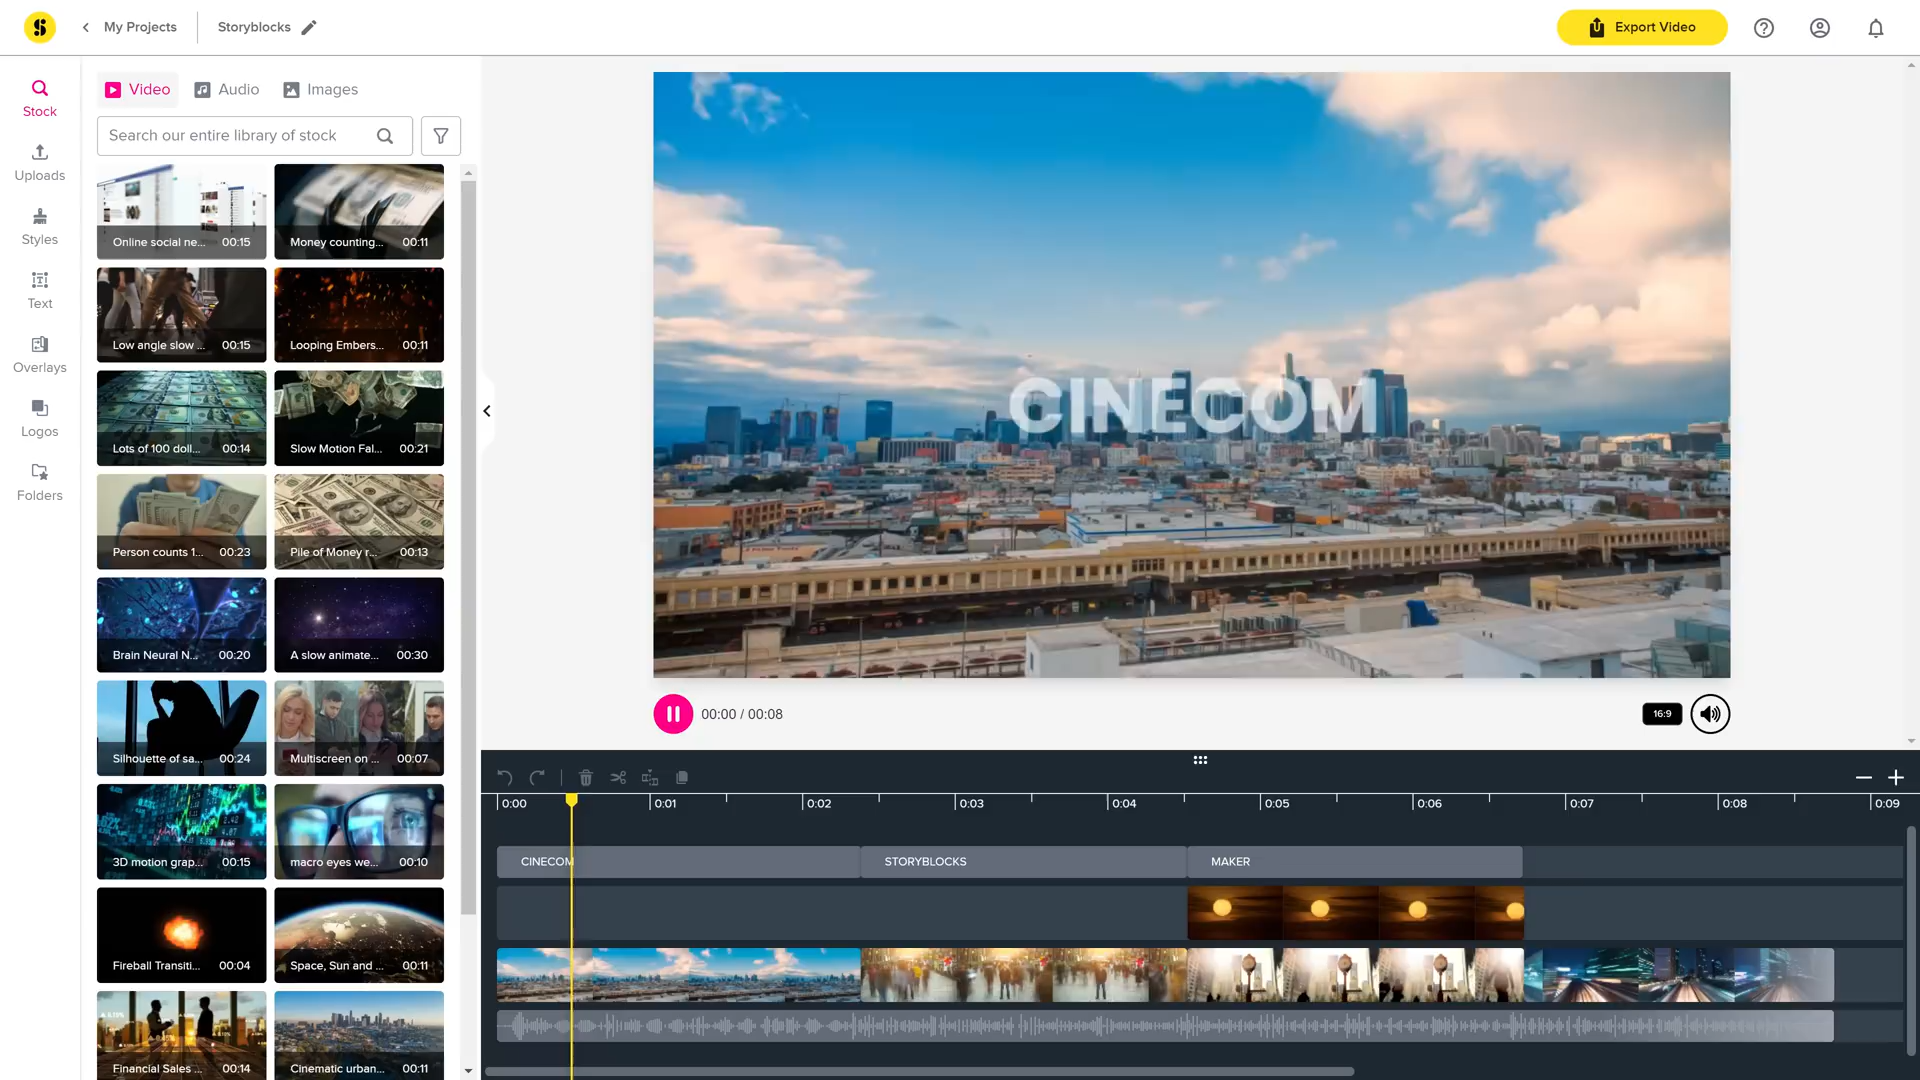 My Projects
Storyblocks
Export Video
Stock
Uploads
Styles
Text
Overlays
Logos
Folders
Video
Audio
Images
Search our entire library of stock
Online social ne... 00:15
Money counting... 00:11
Low angle slow ... 00:15
Looping Embers... 00:11
Lots of 100 doll... 00:14
Slow Motion Fal... 00:21
Person counts 1... 00:23
Pile of Money r... 00:13
Brain Neural N... 00:20
A slow animate... 00:30
Silhouette of sa... 00:24
Multiscreen on ... 00:07
3D motion grap... 00:15
macro eyes we... 00:10
Fireball Transiti... 00:04
Space, Sun and ... 00:11
Financial Sales ... 00:14
Cinematic urban... 00:11
CINECOM
00:00 / 00:08
16:9
0:00 0:01 0:02 0:03 0:04 0:05 0:06 0:07 0:08 0:09
CINECOM
STORYBLOCKS
MAKER